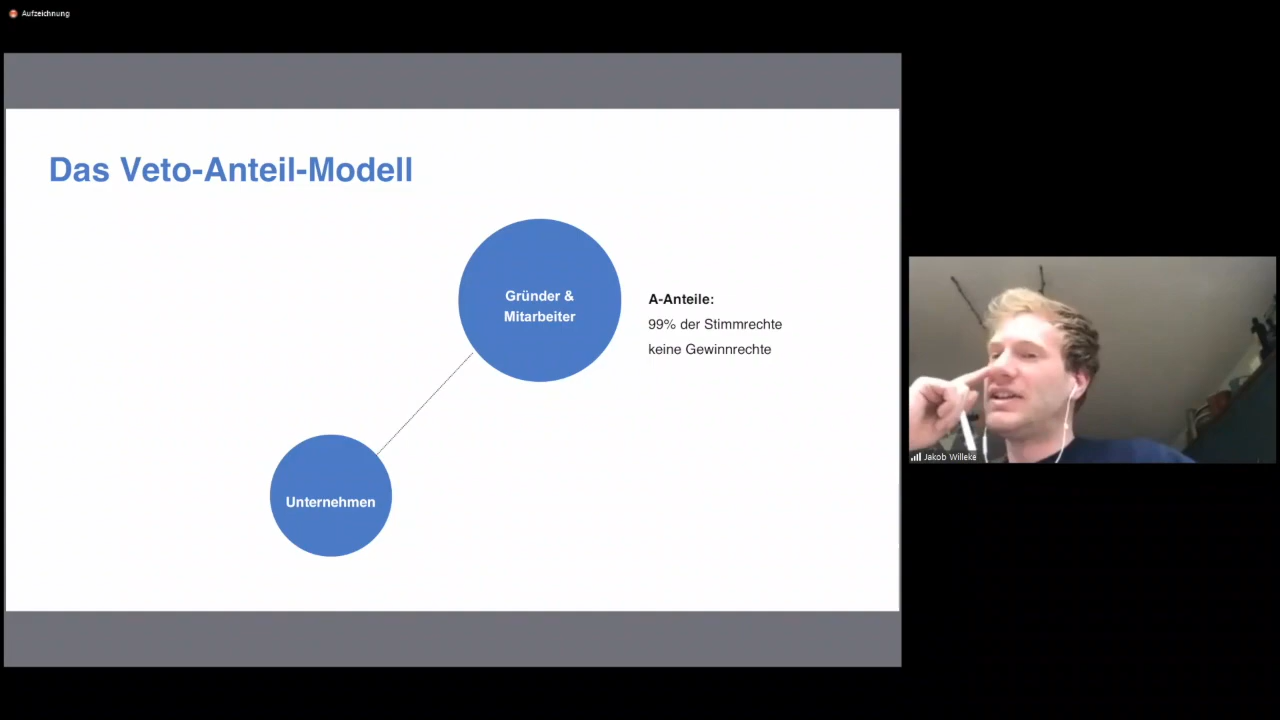 Aufzeichnung
Das Veto-Anteil-Modell
Gründer &
Mitarbeiter
A-Anteile:
99% der Stimmrechte
keine Gewinnrechte
Unternehmen
Jakob Willeke